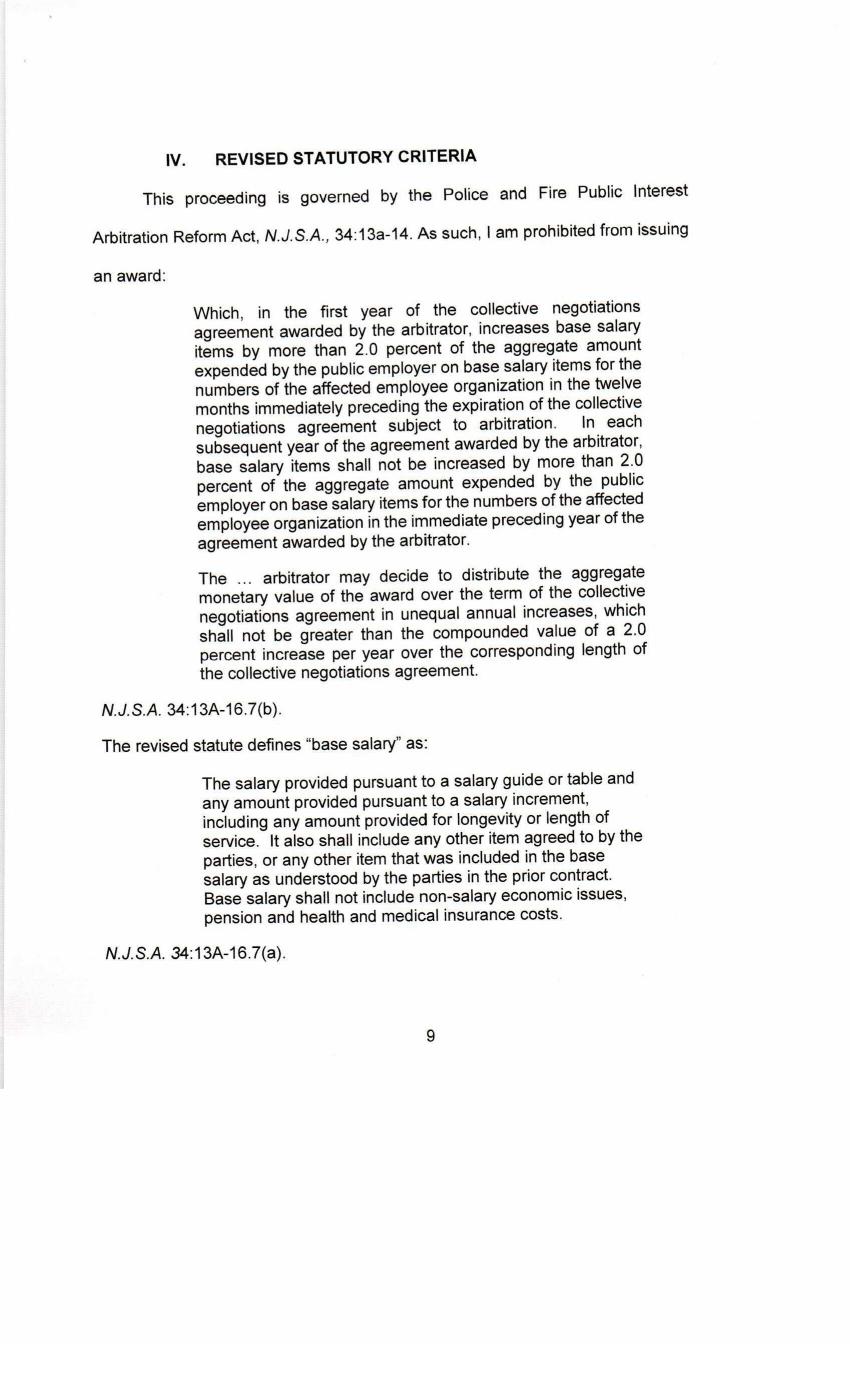 IV. REVISED STATUTORY CRITERIA
This proceeding is governed by the Police and Fire Public Interest
Arbitration Reform Act, N.J.S.A., 34:13a-14. As such, I am prohibited from issuing
an award:
Which, in the first year of the collective negotiations
agreement awarded by the arbitrator, increases base salary
items by more than 2.0 percent of the aggregate amount
expended by the public employer on base salary items for the
numbers of the affected employee organization in the twelve
months immediately preceding the expiration of the collective
negotiations agreement subject to arbitration. In each
subsequent year of the agreement awarded by the arbitrator,
base salary items shall not be increased by more than 2.0
percent of the aggregate amount expended by the public
employer on base salary items for the numbers of the affected
employee organization in the immediate preceding year of the
agreement awarded by the arbitrator.
The ... arbitrator may decide to distribute the aggregate
monetary value of the award over the term of the collective
negotiations agreement in unequal annual increases, which
shall not be greater than the compounded value of a 2.0
percent increase per year over the corresponding length of
the collective negotiations agreement.
N.J.S.A. 34:13A-16.7(b).
The revised statute defines “base salary” as:
The salary provided pursuant to a salary guide or table and
any amount provided pursuant to a salary increment,
including any amount provided for longevity or length of
service. It also shall include any other item agreed to by the
parties, or any other item that was included in the base
salary as understood by the parties in the prior contract.
Base salary shall not include non-salary economic issues,
pension and health and medical insurance costs.
N.J.S.A. 34:13A-16.7(a).
9